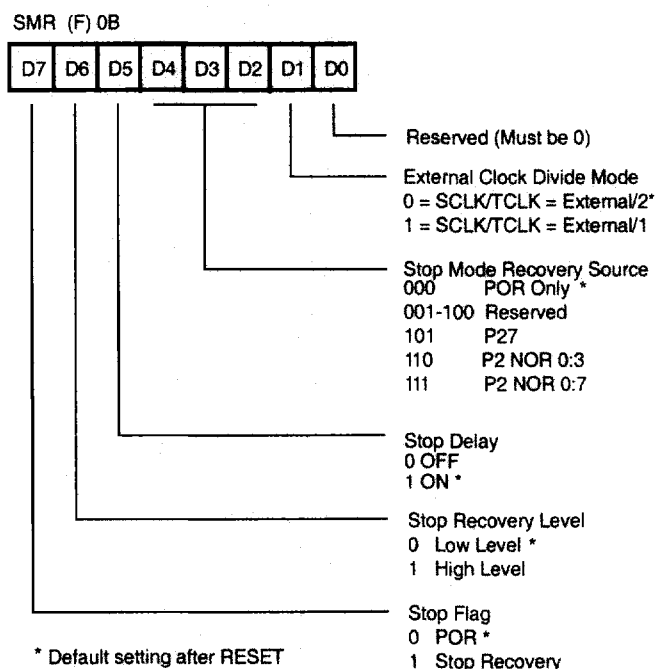 SMR (F) 0B
D7 D6 D5 D4 D3 D2 D1 D0
Reserved (Must be 0)
External Clock Divide Mode
0 = SCLK/TCLK = External/2*
1 = SCLK/TCLK = External/1
Stop Mode Recovery Source
000 POR Only *
001-100 Reserved
101 P27
110 P2 NOR 0:3
111 P2 NOR 0:7
Stop Delay
0 OFF
1 ON *
Stop Recovery Level
0 Low Level *
1 High Level
Stop Flag
0 POR *
1 Stop Recovery
* Default setting after RESET